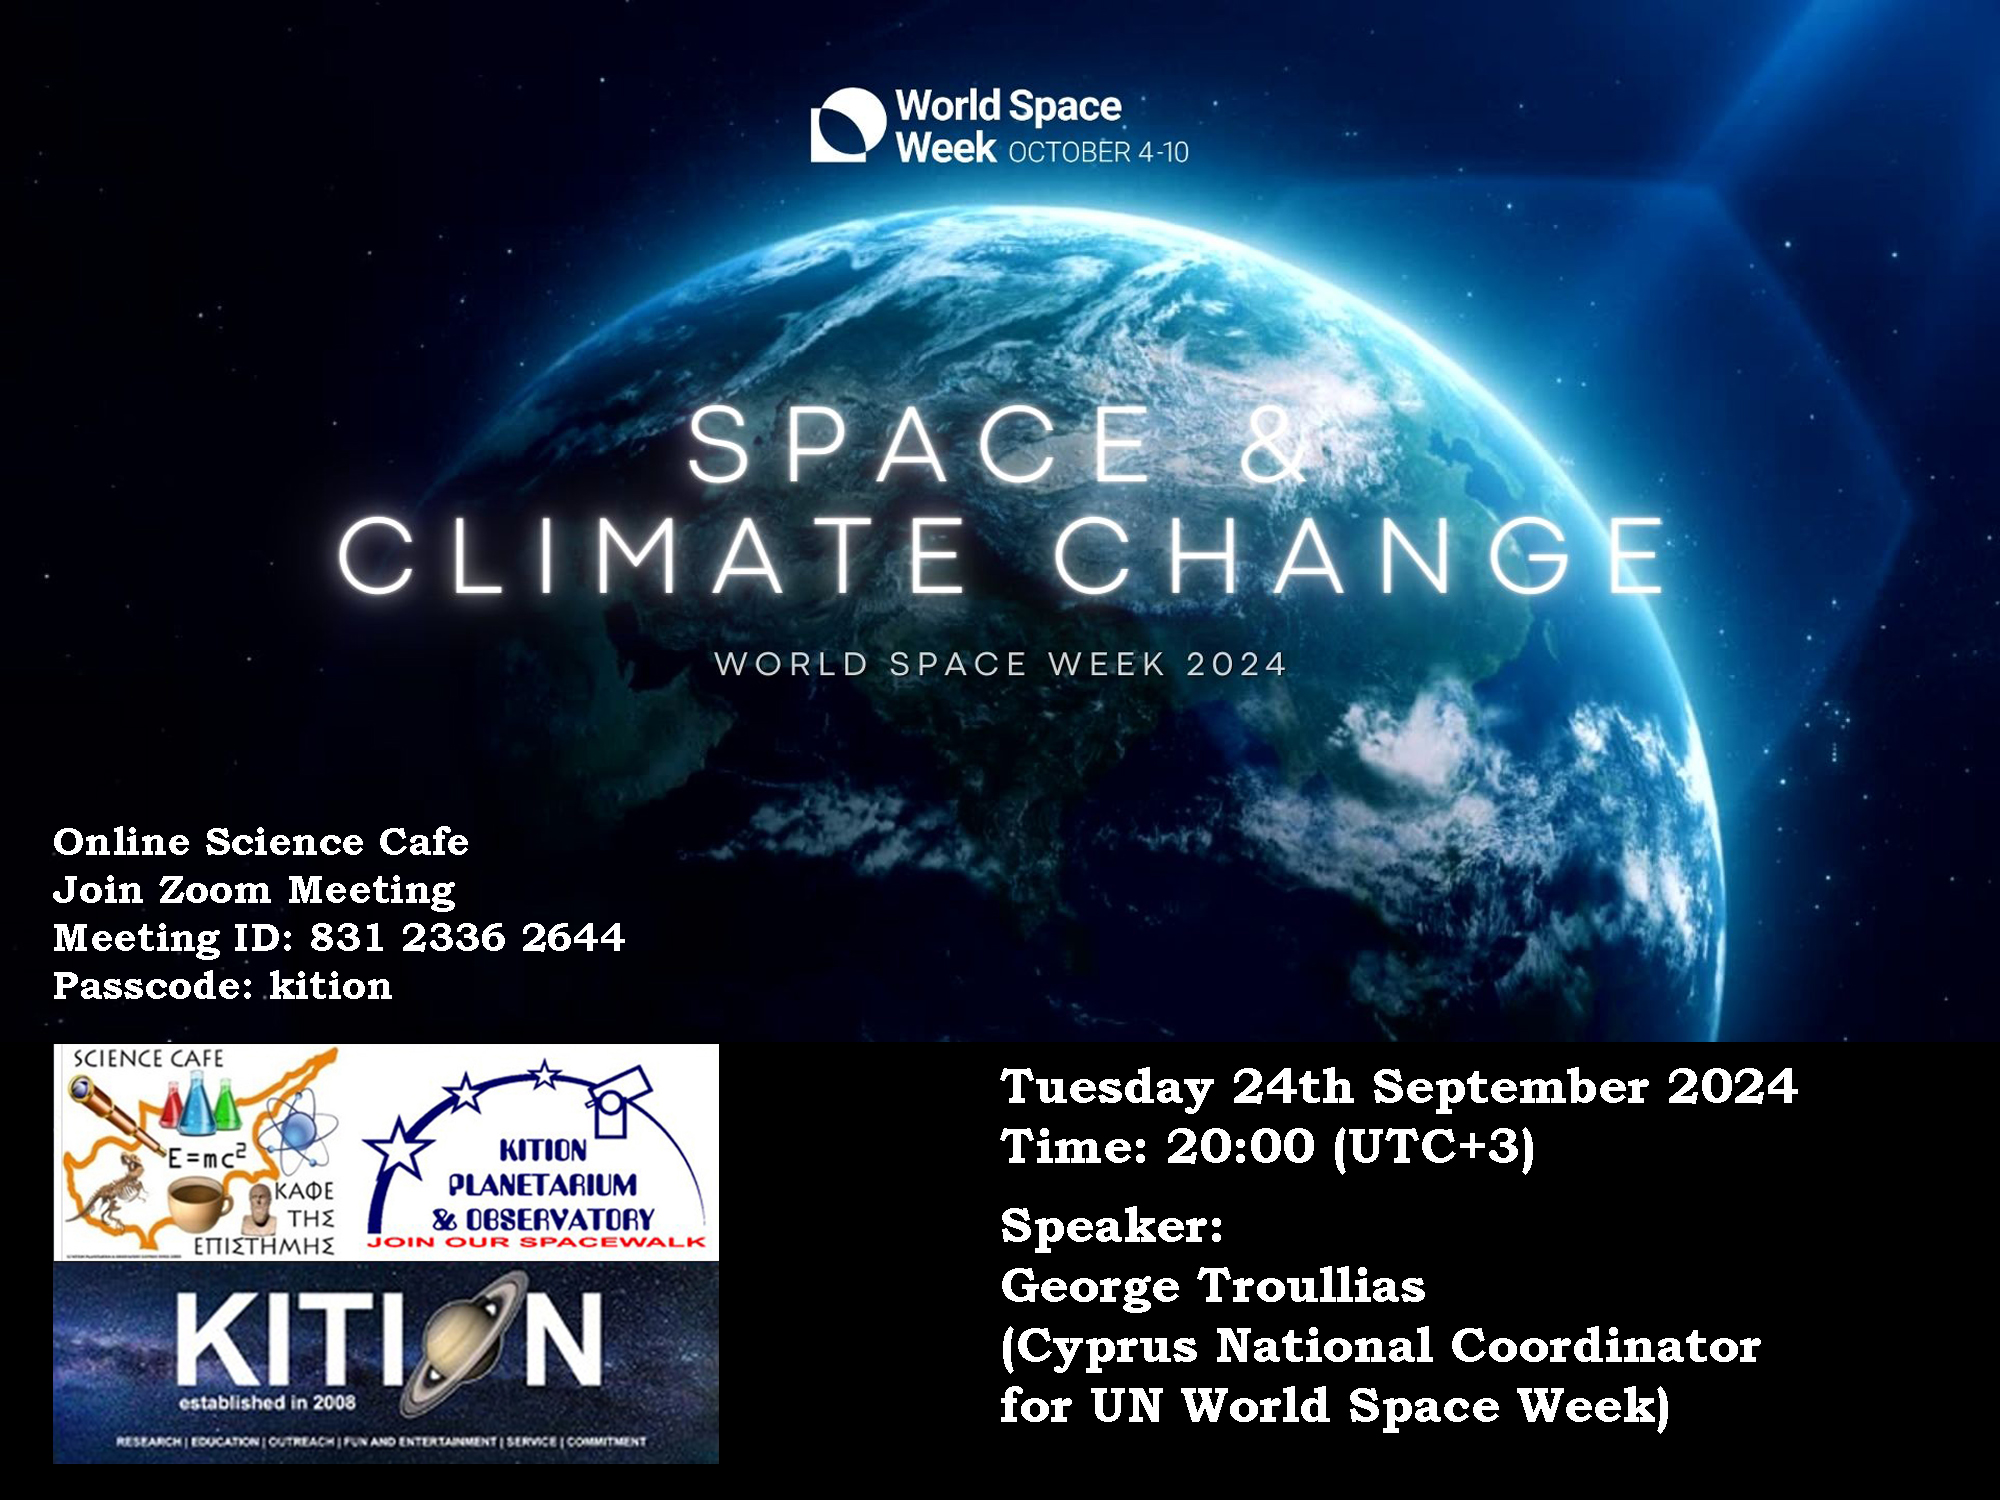 World Space
Week OCTOBER 4-10
SPACE &
CLIMATE CHANGE
WORLD SPACE WEEK 2024
Online Science Cafe
Join Zoom Meeting
Meeting ID: 831 2336 2644
Passcode: kition
SCIENCE CAFE
E=mc²
ΚΑΦΕ
ΤΗΣ
ΕΠΙΣΤΗΜΗΣ
KITION
PLANETARIUM
& OBSERVATORY
JOIN OUR SPACEWALK
KITION
established in 2008
RESEARCH | EDUCATION | OUTREACH | FUN AND ENTERTAINMENT | SERVICE | COMMITMENT
Tuesday 24th September 2024
Time: 20:00 (UTC+3)
Speaker:
George Troullias
(Cyprus National Coordinator
for UN World Space Week)